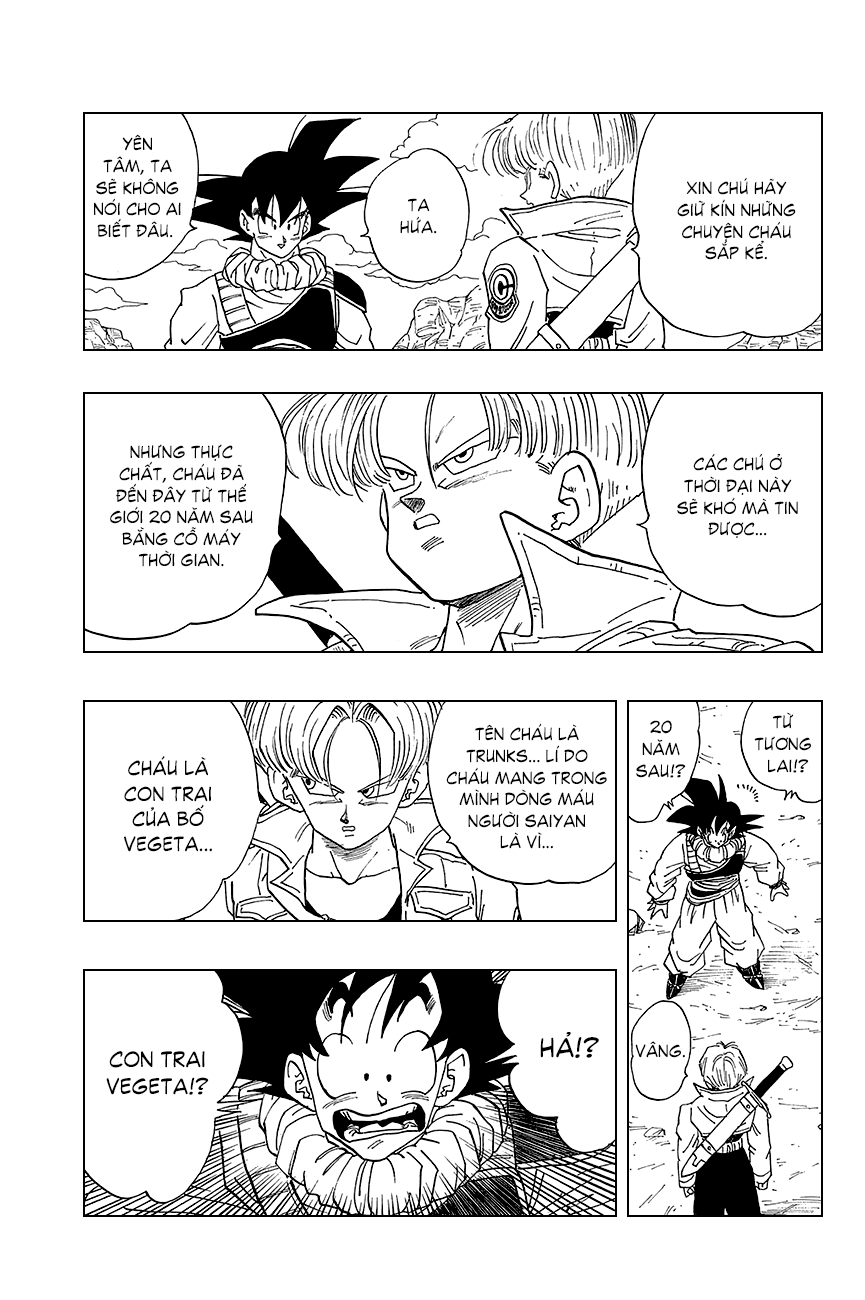 XIN CHÚ HÃY
GIỮ KÍN NHỮNG
CHUYỆN CHÁU
SẮP KỂ.
TA
HỨA.
YÊN
TÂM, TA
SẼ KHÔNG
NÓI CHO AI
BIẾT ĐÂU.
CÁC CHÚ Ở
THỜI ĐẠI NÀY
SẼ KHÓ MÀ TIN
ĐƯỢC...
NHƯNG THỰC
CHẤT, CHÁU ĐÃ
ĐẾN ĐÂY TỪ THẾ
GIỚI 20 NĂM SAU
BẰNG CỖ MÁY
THỜI GIAN.
TỪ
TƯƠNG
LAI!?
20
NĂM
SAU!?
VÂNG.
TÊN CHÁU LÀ
TRUNKS... LÍ DO
CHÁU MANG TRONG
MÌNH DÒNG MÁU
NGƯỜI SAIYAN
LÀ VÌ...
CHÁU LÀ
CON TRAI
CỦA BỐ
VEGETA...
HẢ!?
CON TRAI
VEGETA!?